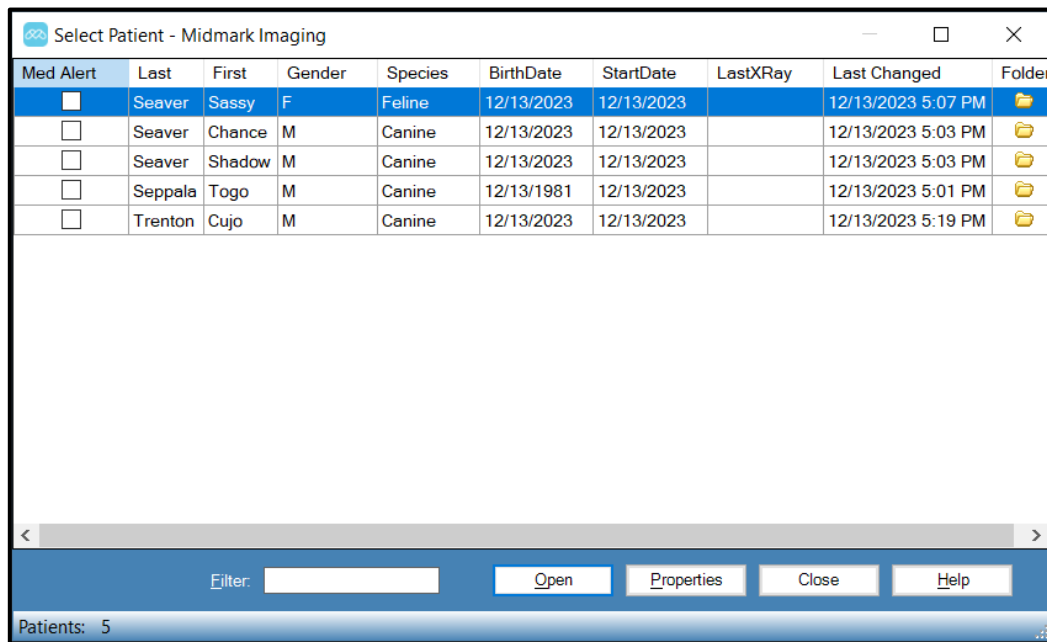 Select Patient - Midmark Imaging
Med Alert Last First Gender Species BirthDate StartDate LastXRay Last Changed Folder
Seaver Sassy F Feline 12/13/2023 12/13/2023 12/13/2023 5:07 PM
Seaver Chance M Canine 12/13/2023 12/13/2023 12/13/2023 5:03 PM
Seaver Shadow M Canine 12/13/2023 12/13/2023 12/13/2023 5:03 PM
Seppala Togo M Canine 12/13/1981 12/13/2023 12/13/2023 5:01 PM
Trenton Cujo M Canine 12/13/2023 12/13/2023 12/13/2023 5:19 PM
Filter: Open Properties Close Help
Patients: 5